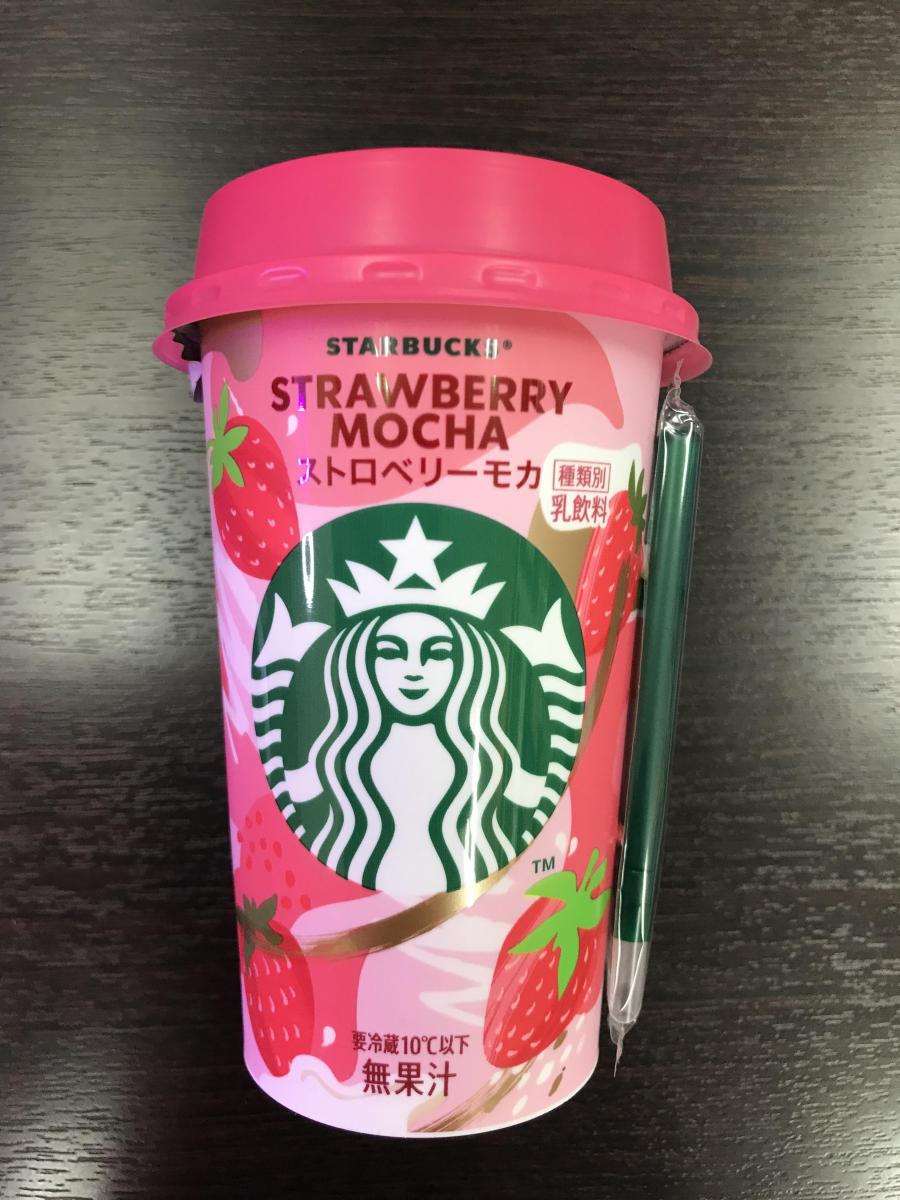 STARBUCKS®
STRAWBERRY
MOCHA
ストロベリーモカ
種類別
乳飲料
TM
要冷蔵10℃以下
無果汁